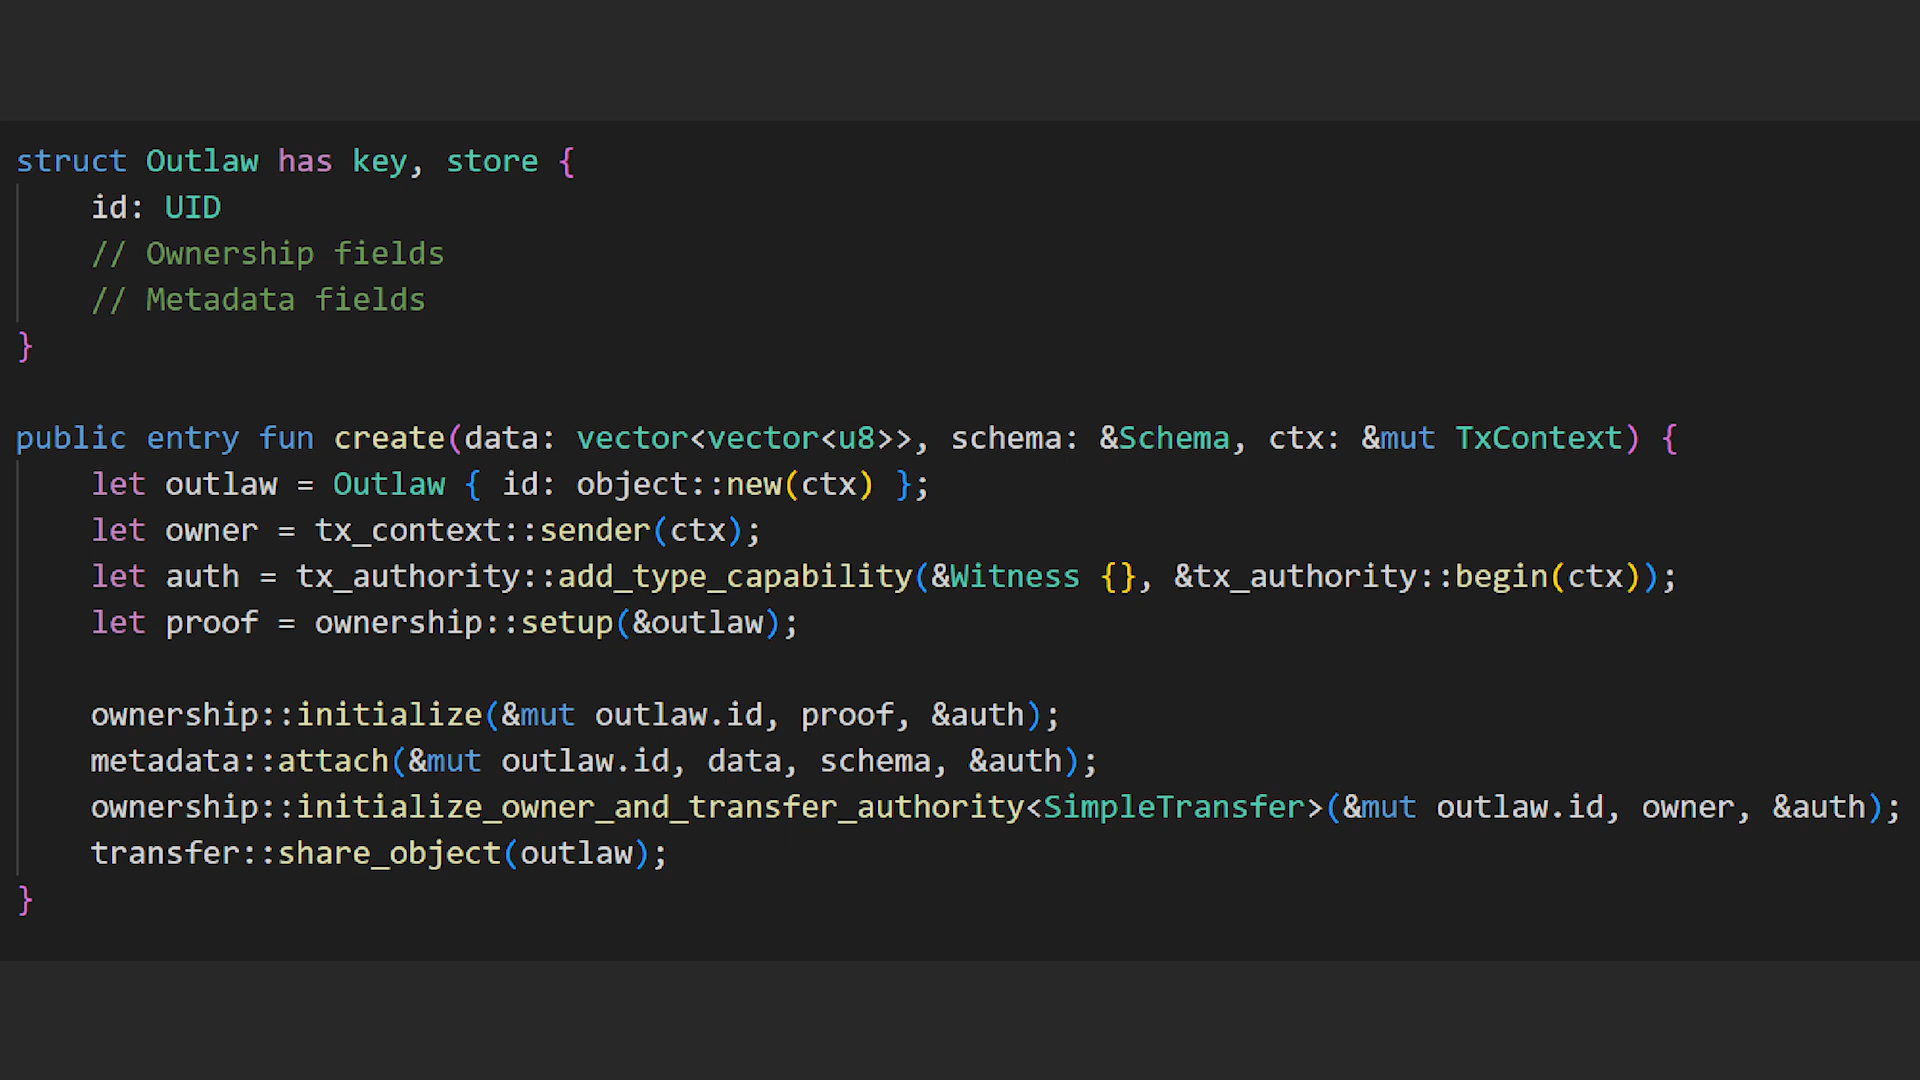 struct Outlaw has key, store {
    id: UID
    // Ownership fields
    // Metadata fields
}

public entry fun create(data: vector<vector<u8>>, schema: &Schema, ctx: &mut TxContext) {
    let outlaw = Outlaw { id: object::new(ctx) };
    let owner = tx_context::sender(ctx);
    let auth = tx_authority::add_type_capability(&Witness {}, &tx_authority::begin(ctx));
    let proof = ownership::setup(&outlaw);

    ownership::initialize(&mut outlaw.id, proof, &auth);
    metadata::attach(&mut outlaw.id, data, schema, &auth);
    ownership::initialize_owner_and_transfer_authority<SimpleTransfer>(&mut outlaw.id, owner, &auth);
    transfer::share_object(outlaw);
}